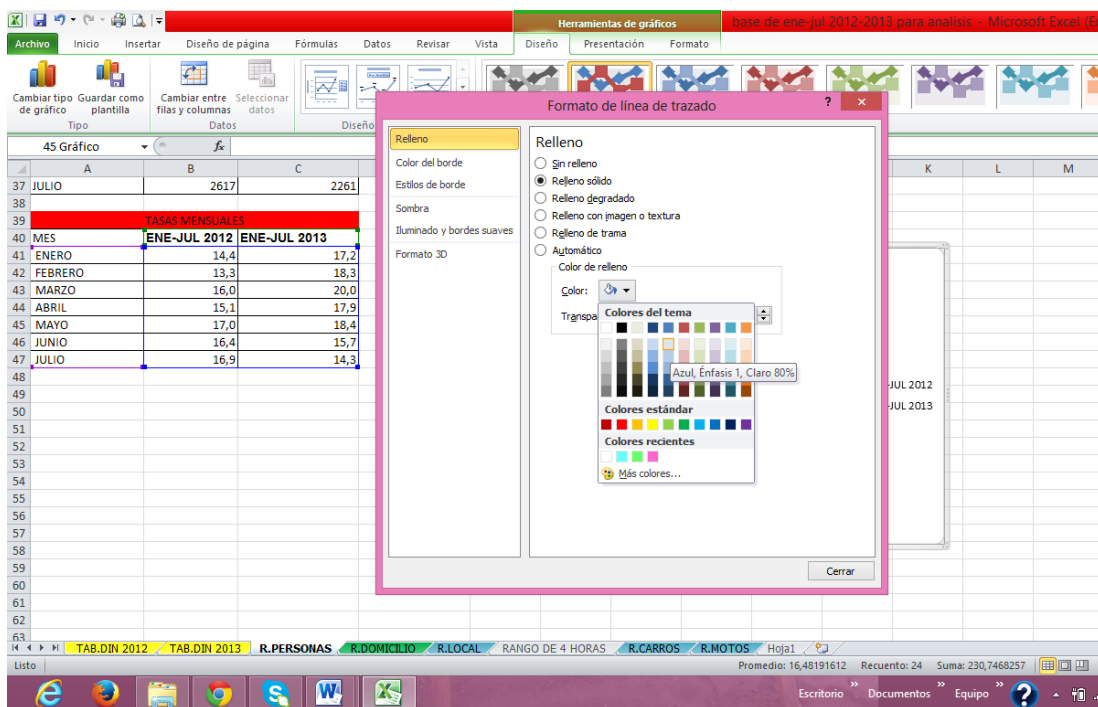 Herramientas de gráficos
base de ene-jul 2012-2013 para analisis - Microsoft Excel (E
Archivo Inicio Insertar Diseño de página Fórmulas Datos Revisar Vista Diseño Presentación Formato
Cambiar tipo de gráfico
Guardar como plantilla
Cambiar entre filas y columnas
Seleccionar datos
Tipo Datos Diseño
45 Gráfico fx
A B C K L M
37 JULIO 2617 2261
38
39 TASAS MENSUALES
40 MES ENE-JUL 2012 ENE-JUL 2013
41 ENERO 14,4 17,2
42 FEBRERO 13,3 18,3
43 MARZO 16,0 20,0
44 ABRIL 15,1 17,9
45 MAYO 17,0 18,4
46 JUNIO 16,4 15,7
47 JULIO 16,9 14,3
48
49
50
51
52
53
54
55
56
57
58
59
60
61
62
63
Formato de línea de trazado ? ×
Relleno
Color del borde
Estilos de borde
Sombra
Iluminado y bordes suaves
Formato 3D
Relleno
Sin relleno
Relleno sólido
Relleno degradado
Relleno con imagen o textura
Relleno de trama
Automático
Color de relleno
Color:
Transpa
Colores del tema
Azul, Énfasis 1, Claro 80%
Colores estándar
Colores recientes
Más colores...
Cerrar
-JUL 2012
-JUL 2013
TAB.DIN 2012 TAB.DIN 2013 R.PERSONAS R.DOMICILIO R.LOCAL RANGO DE 4 HORAS R.CARROS R.MOTOS Hoja1
Listo Promedio: 16,48191612 Recuento: 24 Suma: 230,7468257
Escritorio » Documentos » Equipo »